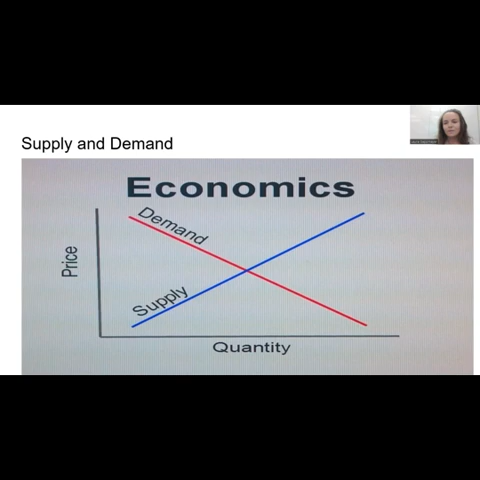 Supply and Demand
Economics
Demand
Price
Supply
Quantity